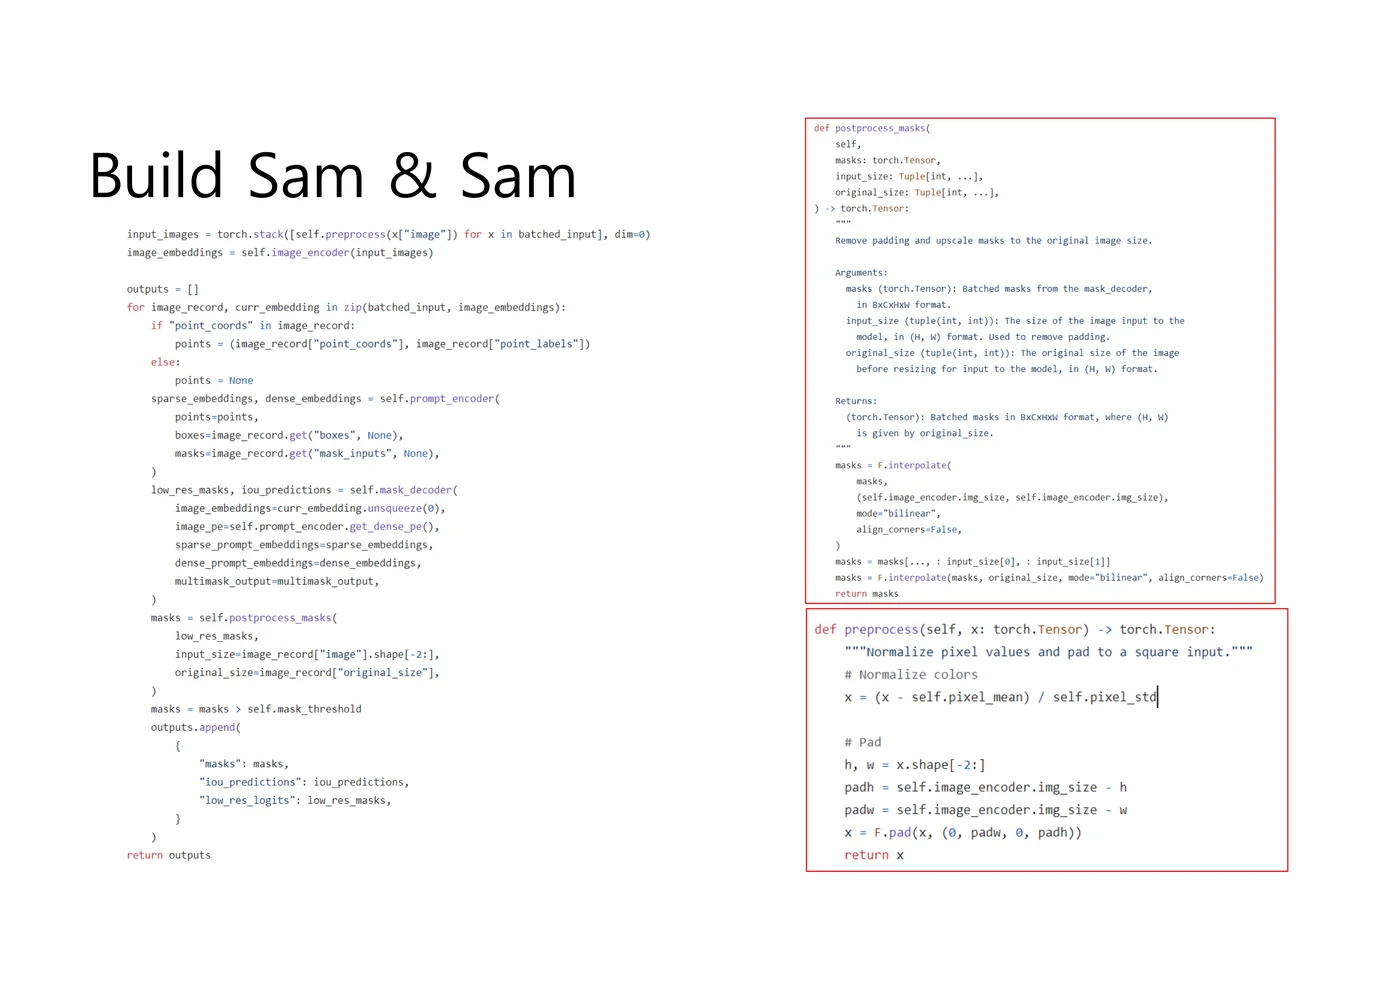 Build Sam & Sam
input_images = torch.stack([self.preprocess(x["image"]) for x in batched_input], dim=0)
image_embeddings = self.image_encoder(input_images)
outputs = []
for image_record, curr_embedding in zip(batched_input, image_embeddings):
if "point_coords" in image_record:
points = (image_record["point_coords"], image_record["point_labels"])
else:
points = None
sparse_embeddings, dense_embeddings = self.prompt_encoder(
points=points,
boxes=image_record.get("boxes", None),
masks=image_record.get("mask_inputs", None),
)
low_res_masks, iou_predictions = self.mask_decoder(
image_embeddings=curr_embedding.unsqueeze(0),
image_pe=self.prompt_encoder.get_dense_pe(),
sparse_prompt_embeddings=sparse_embeddings,
dense_prompt_embeddings=dense_embeddings,
multimask_output=multimask_output,
)
masks = self.postprocess_masks(
low_res_masks,
input_size=image_record["image"].shape[-2:],
original_size=image_record["original_size"],
)
masks = masks > self.mask_threshold
outputs.append(
{
"masks": masks,
"iou_predictions": iou_predictions,
"low_res_logits": low_res_masks,
}
)
return outputs
def postprocess_masks(
self,
masks: torch.Tensor,
input_size: Tuple[int, ...],
original_size: Tuple[int, ...],
) -> torch.Tensor:
"""
Remove padding and upscale masks to the original image size.
Arguments:
masks (torch.Tensor): Batched masks from the mask_decoder,
in BxCxHxW format.
input_size (tuple(int, int)): The size of the image input to the
model, in (H, W) format. Used to remove padding.
original_size (tuple(int, int)): The original size of the image
before resizing for input to the model, in (H, W) format.
Returns:
(torch.Tensor): Batched masks in BxCxHxW format, where (H, W)
is given by original_size.
"""
masks = F.interpolate(
masks,
(self.image_encoder.img_size, self.image_encoder.img_size),
mode="bilinear",
align_corners=False,
)
masks = masks[..., : input_size[0], : input_size[1]]
masks = F.interpolate(masks, original_size, mode="bilinear", align_corners=False)
return masks
def preprocess(self, x: torch.Tensor) -> torch.Tensor:
"""Normalize pixel values and pad to a square input."""
# Normalize colors
x = (x - self.pixel_mean) / self.pixel_std
# Pad
h, w = x.shape[-2:]
padh = self.image_encoder.img_size - h
padw = self.image_encoder.img_size - w
x = F.pad(x, (0, padw, 0, padh))
return x